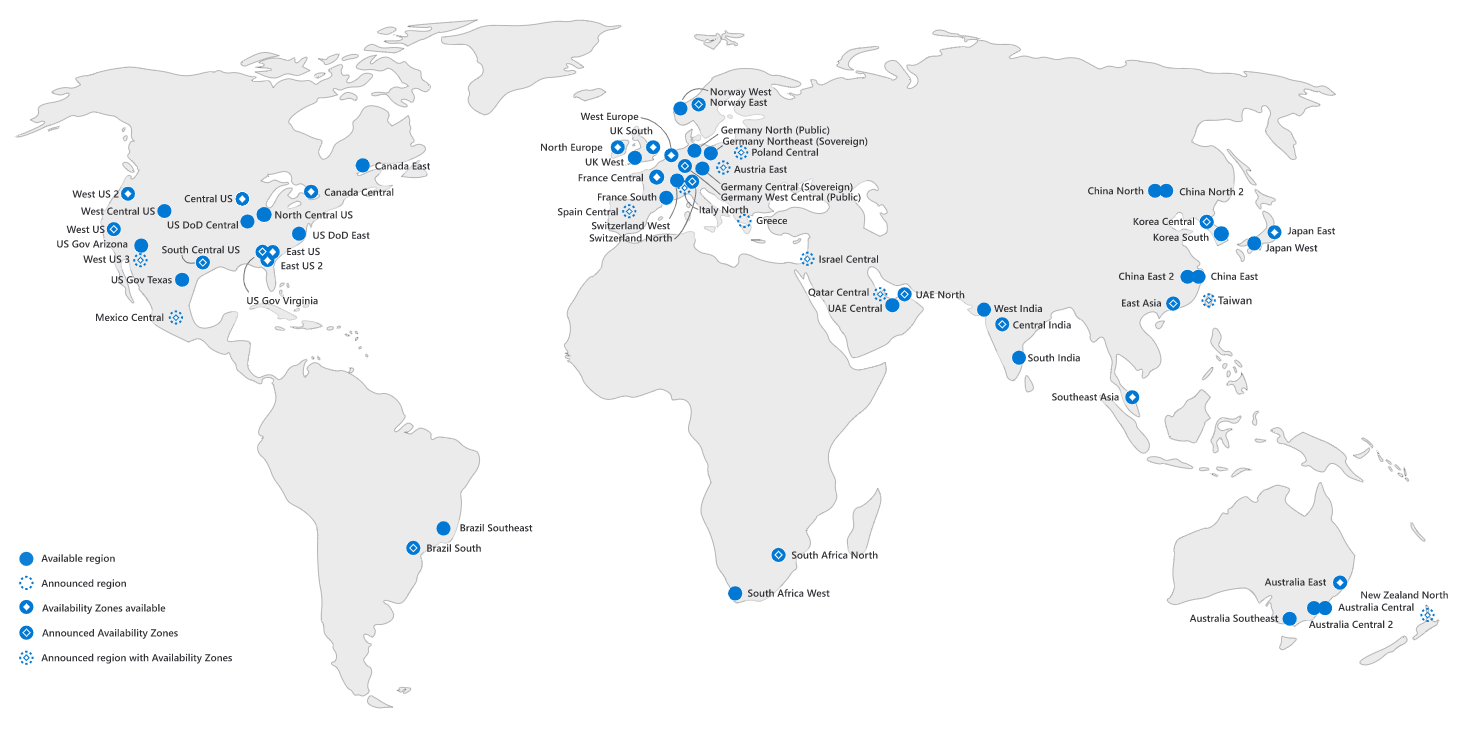 Norway West
Norway East
West Europe
UK South
Germany North (Public)
Germany Northeast (Sovereign)
North Europe
Poland Central
UK West
Austria East
France Central
Germany Central (Sovereign)
Germany West Central (Public)
France South
Italy North
Spain Central
Greece
Switzerland West
Switzerland North
Canada East
West US 2
Central US
Canada Central
West Central US
North Central US
US DoD Central
West US
US DoD East
US Gov Arizona
South Central US
East US
West US 3
East US 2
US Gov Texas
US Gov Virginia
Mexico Central
Israel Central
Qatar Central
UAE North
UAE Central
West India
Central India
South India
China North
China North 2
Korea Central
Korea South
Japan East
Japan West
China East 2
China East
East Asia
Taiwan
Southeast Asia
Brazil Southeast
Brazil South
South Africa North
South Africa West
Australia East
New Zealand North
Australia Central
Australia Southeast
Australia Central 2
Available region
Announced region
Availability Zones available
Announced Availability Zones
Announced region with Availability Zones